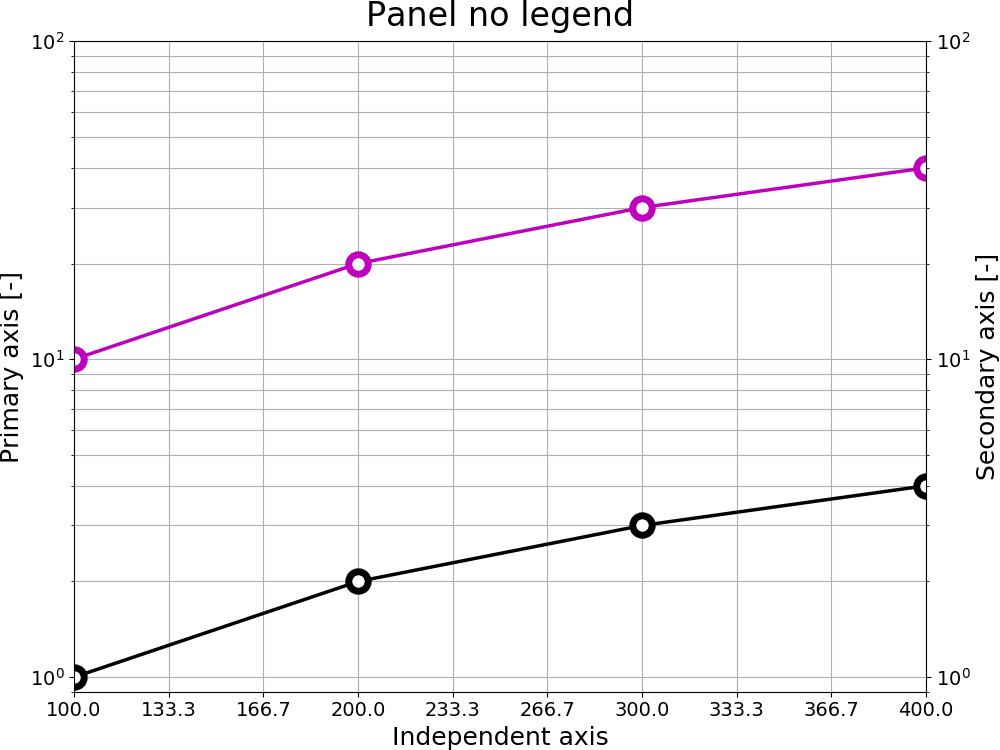 Panel no legend
10²
10¹
10⁰
Primary axis [-]
10²
10¹
10⁰
Secondary axis [-]
100.0 133.3 166.7 200.0 233.3 266.7 300.0 333.3 366.7 400.0
Independent axis